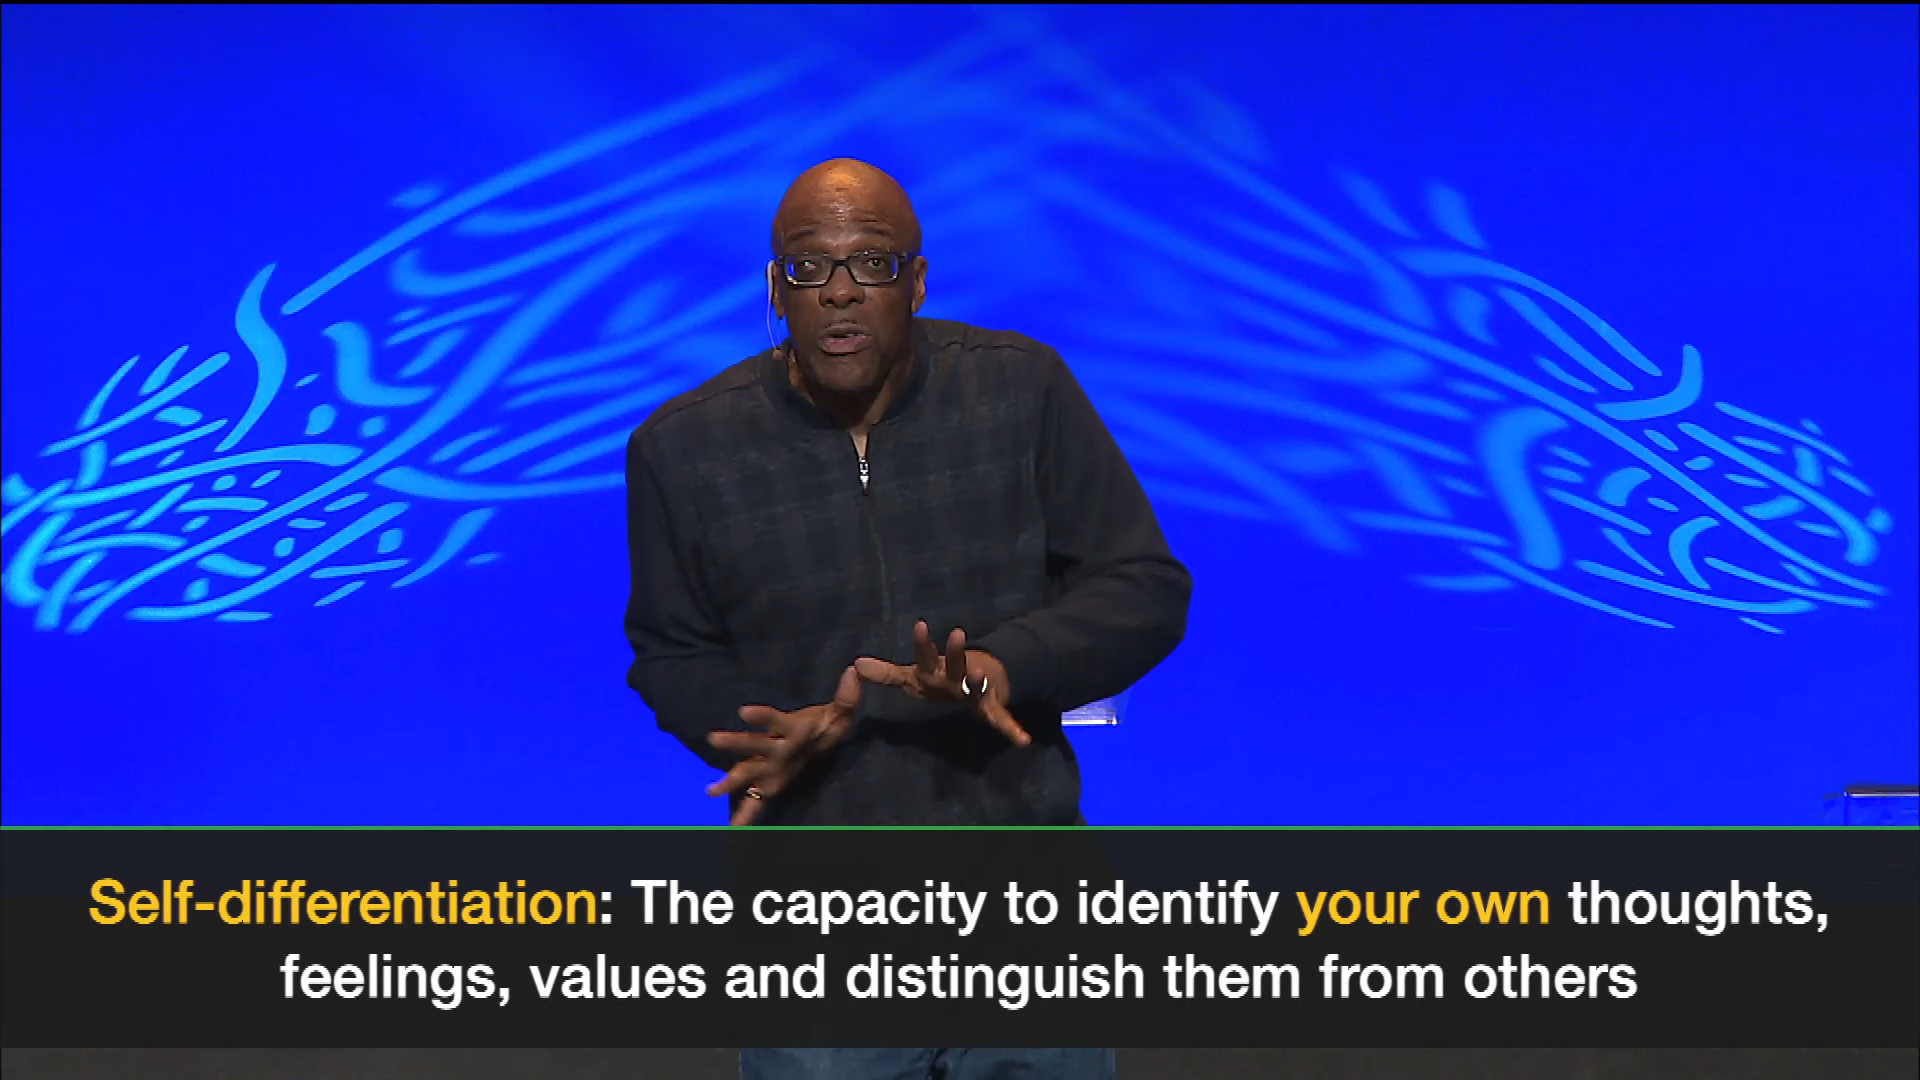 Self-differentiation: The capacity to identify your own thoughts,
feelings, values and distinguish them from others